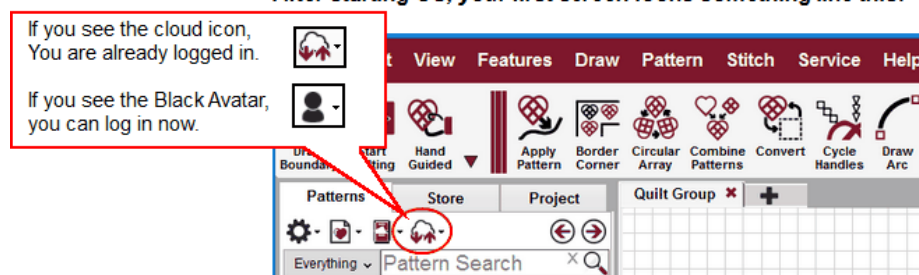 If you see the cloud icon,
You are already logged in.
If you see the Black Avatar,
you can log in now.
View Features Draw Pattern Stitch Service Help
Hand Guided
Apply Pattern
Border Corner
Circular Array
Combine Patterns
Convert
Cycle Handles
Draw Arc
Patterns Store Project Quilt Group
Everything Pattern Search X